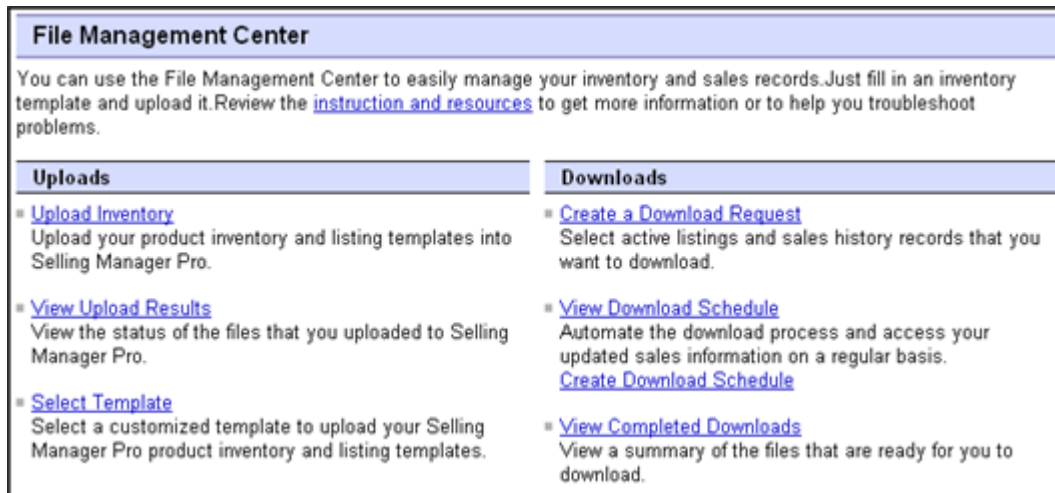 File Management Center
You can use the File Management Center to easily manage your inventory and sales records.Just fill in an inventory
template and upload it.Review the instruction and resources to get more information or to help you troubleshoot
problems.
Uploads
Upload Inventory
Upload your product inventory and listing templates into
Selling Manager Pro.
View Upload Results
View the status of the files that you uploaded to Selling
Manager Pro.
Select Template
Select a customized template to upload your Selling
Manager Pro product inventory and listing templates.
Downloads
Create a Download Request
Select active listings and sales history records that you
want to download.
View Download Schedule
Automate the download process and access your
updated sales information on a regular basis.
Create Download Schedule
View Completed Downloads
View a summary of the files that are ready for you to
download.